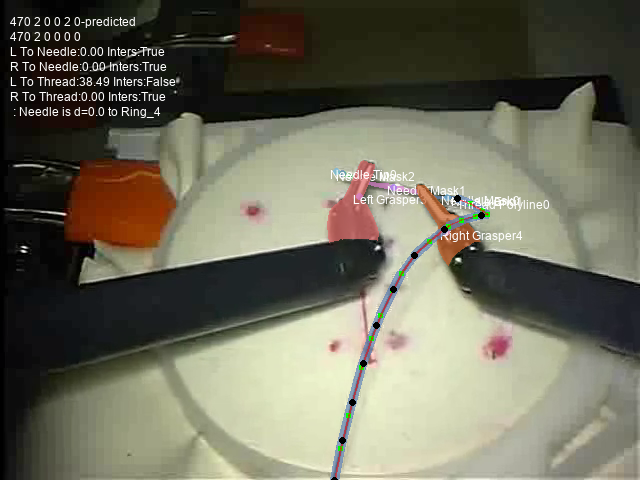 470 2 0 0 2 0-predicted
470 2 0 0 0 0
L To Needle:0.00 Inters:True
R To Needle:0.00 Inters:True
L To Thread:38.49 Inters:False
R To Thread:0.00 Inters:True
: Needle is d=0.0 to Ring_4
Needle Tip0
Mask2
Mask1
Left Grasper
Thread Polyline0
Right Grasper4